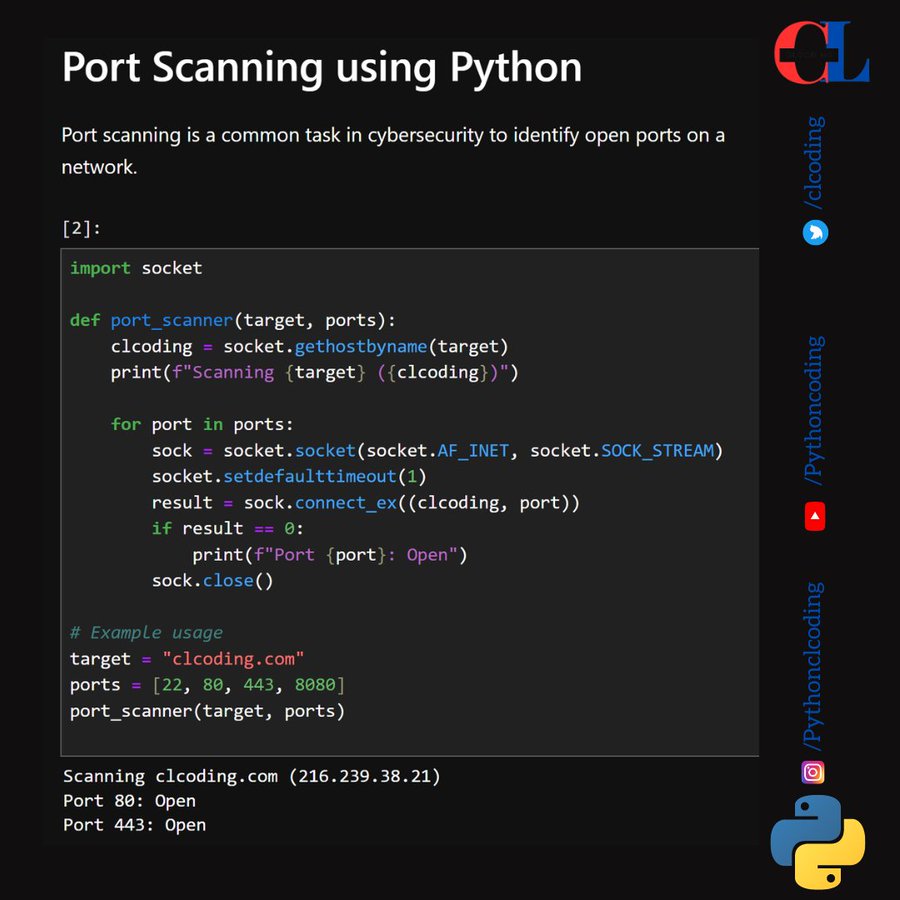 Port Scanning using Python
Port scanning is a common task in cybersecurity to identify open ports on a
network.
[2]:
import socket
def port_scanner(target, ports):
    clcoding = socket.gethostbyname(target)
    print(f"Scanning {target} ({clcoding})")
    for port in ports:
        sock = socket.socket(socket.AF_INET, socket.SOCK_STREAM)
        socket.setdefaulttimeout(1)
        result = sock.connect_ex((clcoding, port))
        if result == 0:
            print(f"Port {port}: Open")
        sock.close()
# Example usage
target = "clcoding.com"
ports = [22, 80, 443, 8080]
port_scanner(target, ports)
Scanning clcoding.com (216.239.38.21)
Port 80: Open
Port 443: Open
CL
/clcoding
/Pythoncoding
/Pythonclcoding